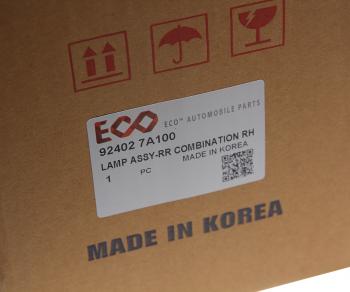 ECO ECO™ AUTOMOBILE PARTS
92402 7A100
LAMP ASSY-RR COMBINATION RH
1 PC MADE IN KOREA
MADE IN KOREA